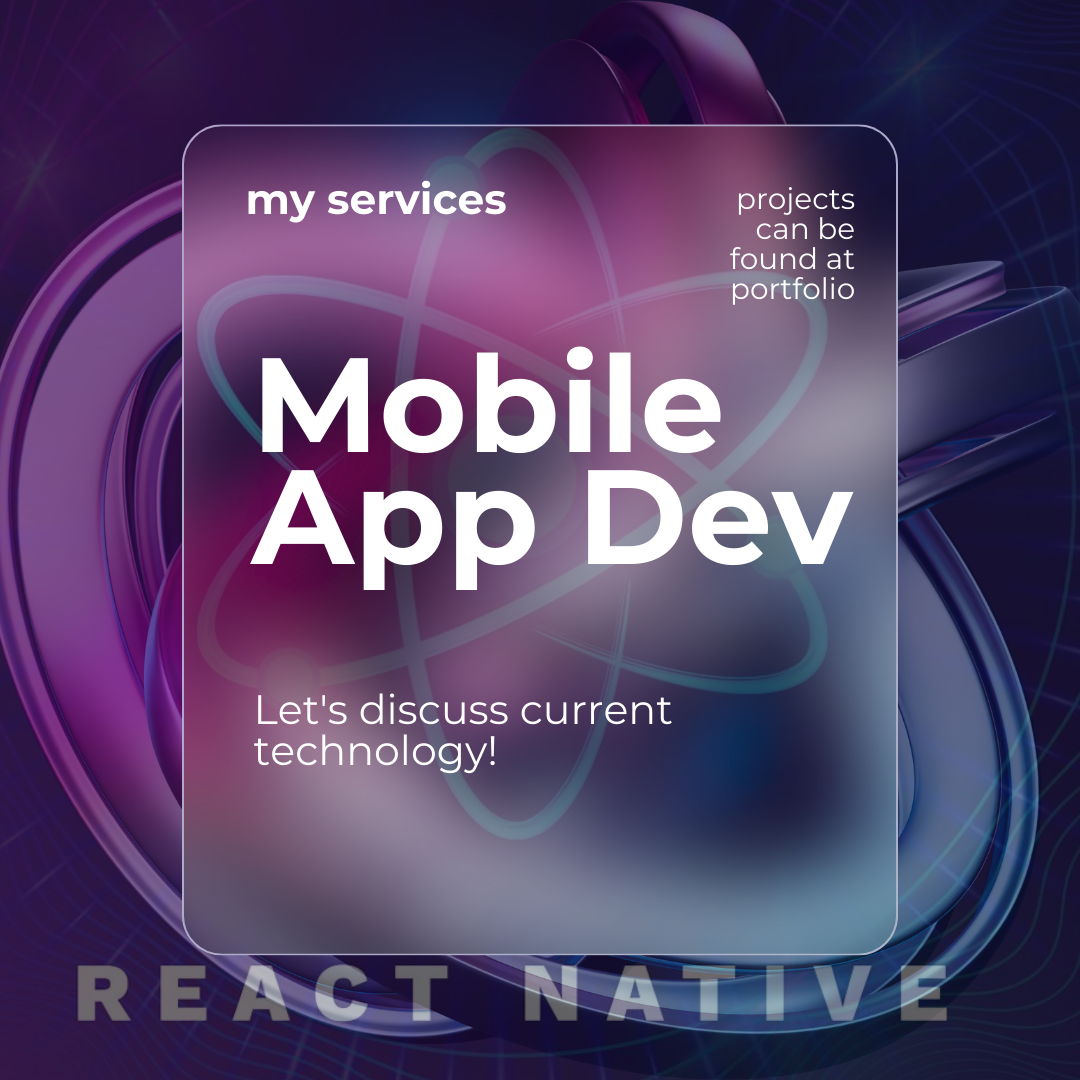 my services
projects
can be
found at
portfolio
Mobile
App Dev
Let's discuss current
technology!
REACT NATIVE